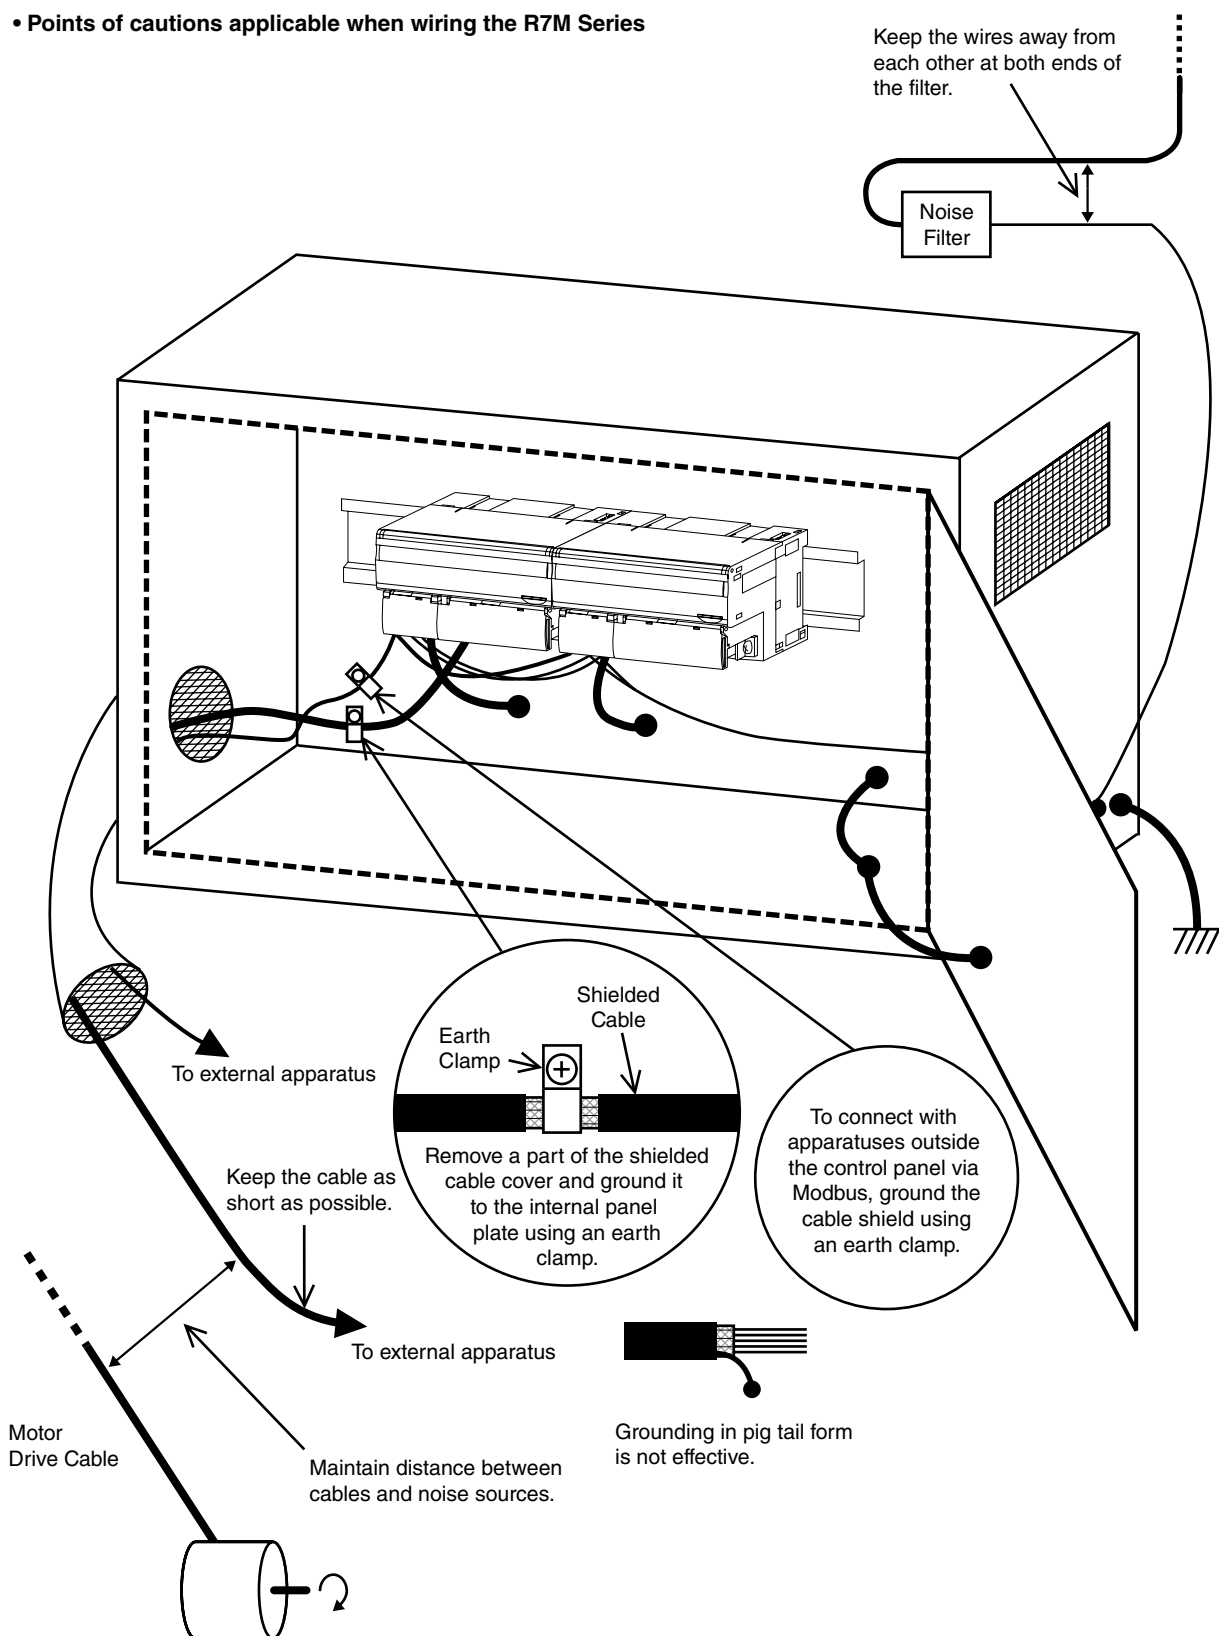 • Points of cautions applicable when wiring the R7M Series
Keep the wires away from
each other at both ends of
the filter.
Noise
Filter
Shielded
Cable
Earth
Clamp
To external apparatus
Remove a part of the shielded
cable cover and ground it
to the internal panel
plate using an earth
clamp.
To connect with
apparatuses outside
the control panel via
Modbus, ground the
cable shield using
an earth clamp.
Keep the cable as
short as possible.
To external apparatus
Motor
Drive Cable
Maintain distance between
cables and noise sources.
Grounding in pig tail form
is not effective.